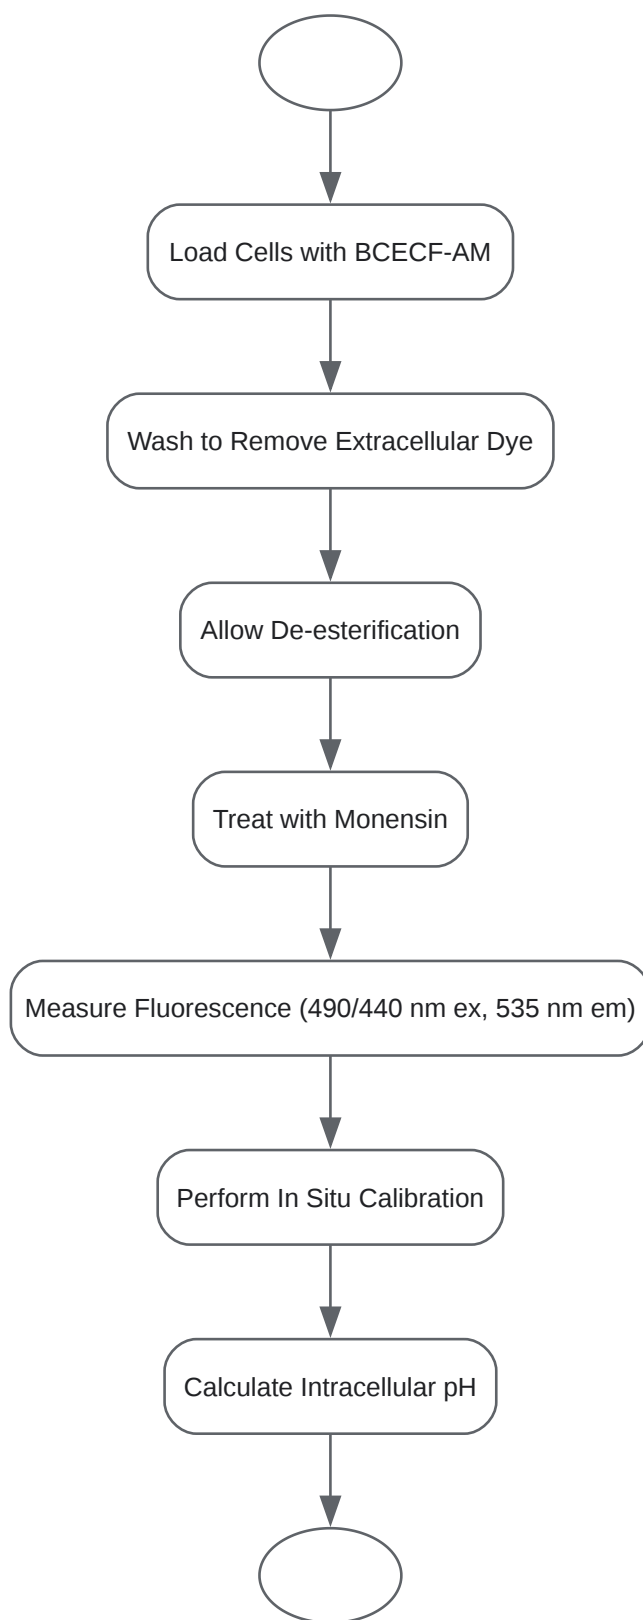 Load Cells with BCECF-AM
Wash to Remove Extracellular Dye
Allow De-esterification
Treat with Monensin
Measure Fluorescence (490/440 nm ex, 535 nm em)
Perform In Situ Calibration
Calculate Intracellular pH